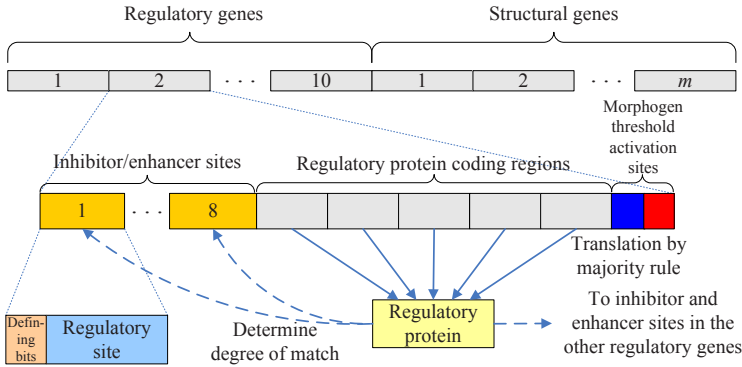 Regulatory genes
Structural genes
1 2 · · · 10 1 2 · · · m
Morphogen
threshold
activation
sites
Inhibitor/enhancer sites
Regulatory protein coding regions
1 · · · 8
Translation by
majority rule
Defin-
ing
bits
Regulatory
site
Determine
degree of match
Regulatory
protein
To inhibitor and
enhancer sites in the
other regulatory genes